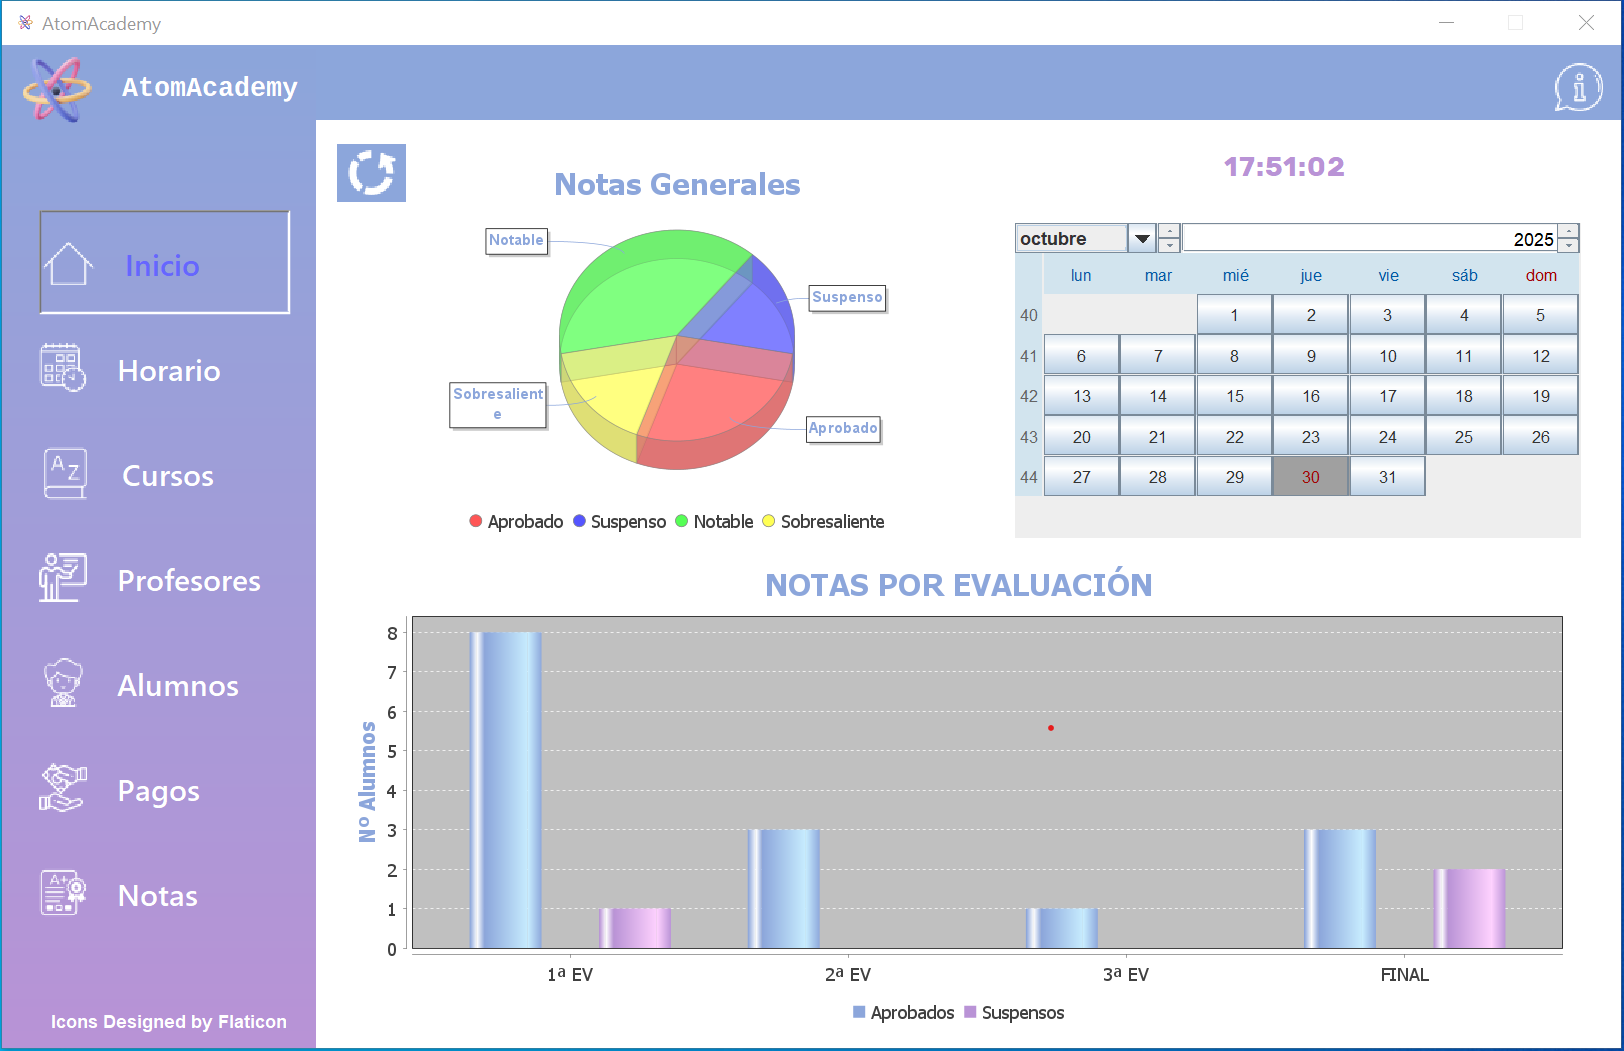 AtomAcademy
AtomAcademy
Inicio
Horario
Cursos
Profesores
Alumnos
Pagos
Notas
Icons Designed by Flaticon
Notas Generales
Notable
Suspenso
Sobresalient
e
Aprobado
Aprobado Suspenso Notable Sobresaliente
17:51:02
octubre 2025
lun mar mié jue vie sáb dom
40 1 2 3 4 5
41 6 7 8 9 10 11 12
42 13 14 15 16 17 18 19
43 20 21 22 23 24 25 26
44 27 28 29 30 31
NOTAS POR EVALUACIÓN
Nº Alumnos
8
7
6
5
4
3
2
1
0
1ª EV 2ª EV 3ª EV FINAL
Aprobados Suspensos